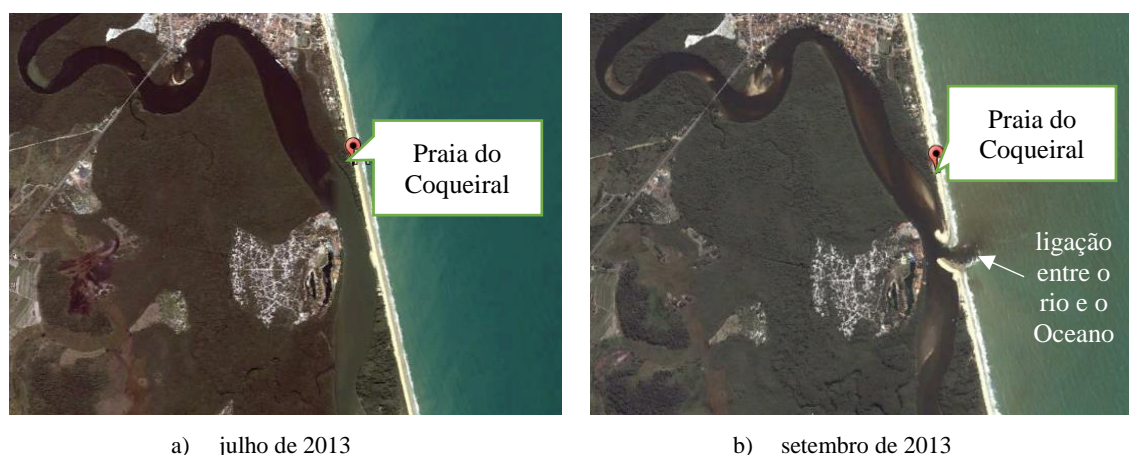 Praia do
Coqueiral
Praia do
Coqueiral
ligação
entre o
rio e o
Oceano
a) julho de 2013
b) setembro de 2013